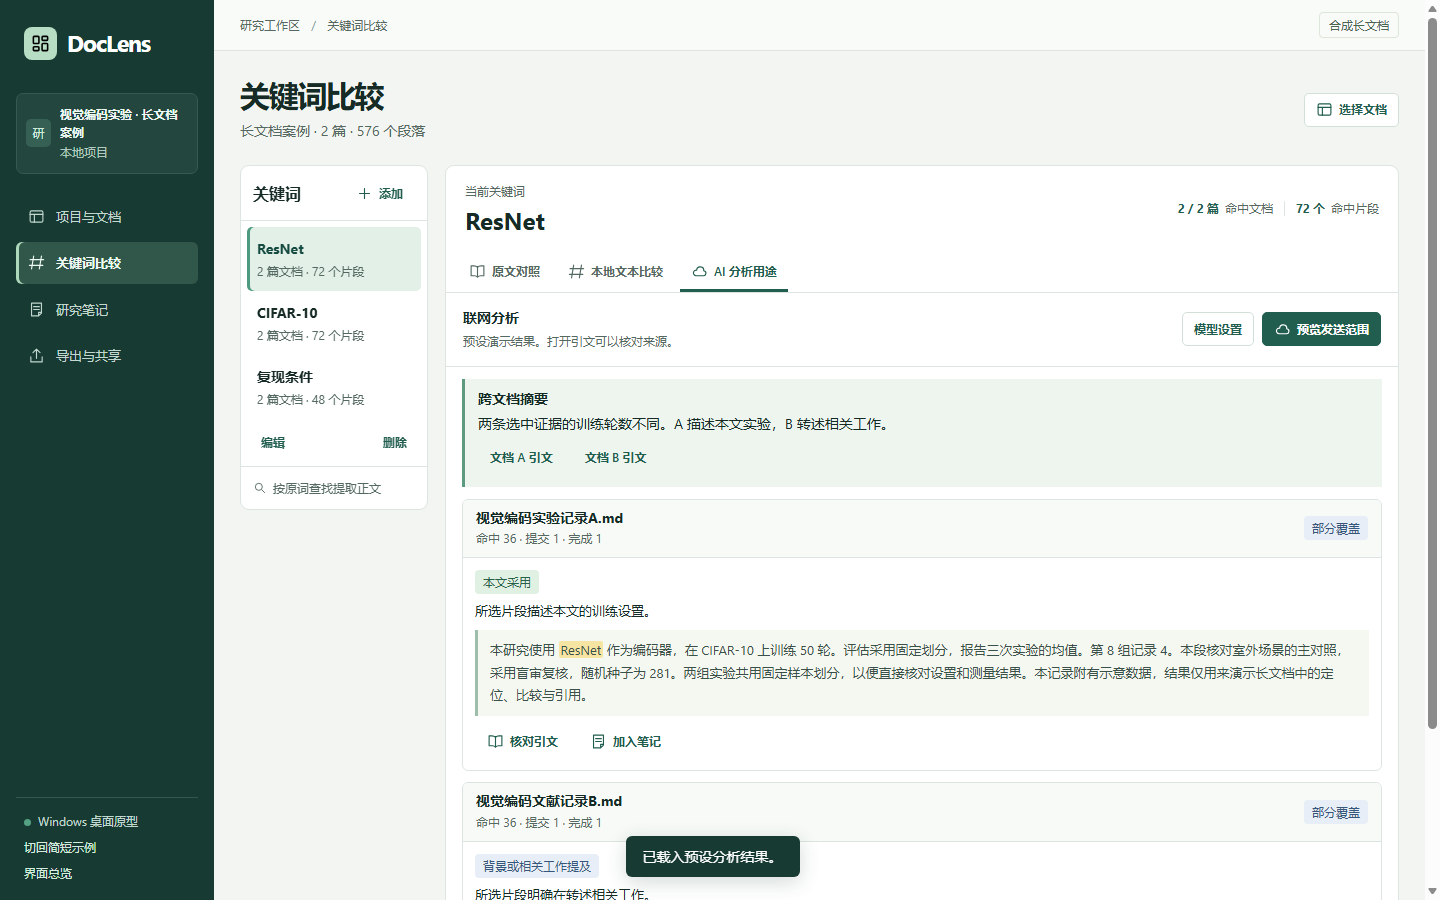 DocLens
研
视觉编码实验 · 长文档
案例
本地项目
项目与文档
关键词比较
研究笔记
导出与共享
Windows 桌面原型
切回简短示例
界面总览
研究工作区 / 关键词比较
合成长文档
关键词比较
长文档案例 · 2 篇 · 576 个段落
选择文档
关键词
添加
ResNet
2 篇文档 · 72 个片段
CIFAR-10
2 篇文档 · 72 个片段
复现条件
2 篇文档 · 48 个片段
编辑 删除
按原词查找提取正文
当前关键词
ResNet
2 / 2 篇 命中文档 72 个 命中片段
原文对照 本地文本比较 AI 分析用途
联网分析
预设演示结果。打开引文可以核对来源。
模型设置 预览发送范围
跨文档摘要
两条选中证据的训练轮数不同。A 描述本文实验，B 转述相关工作。
文档 A 引文 文档 B 引文
视觉编码实验记录A.md
命中 36 · 提交 1 · 完成 1
部分覆盖
本文采用
所选片段描述本文的训练设置。
本研究使用 ResNet 作为编码器，在 CIFAR-10 上训练 50 轮。评估采用固定划分，报告三次实验的均值。第 8 组记录 4。本段核对室外场景的主对照，
采用盲审复核，随机种子为 281。两组实验共用固定样本划分，以便直接核对设置和测量结果。本记录附有示意数据，结果仅用来演示长文档中的定
位、比较与引用。
核对引文 加入笔记
视觉编码文献记录B.md
命中 36 · 提交 1 · 完成 1
部分覆盖
背景或相关工作提及
所选片段明确在转述相关工作。
已载入预设分析结果。